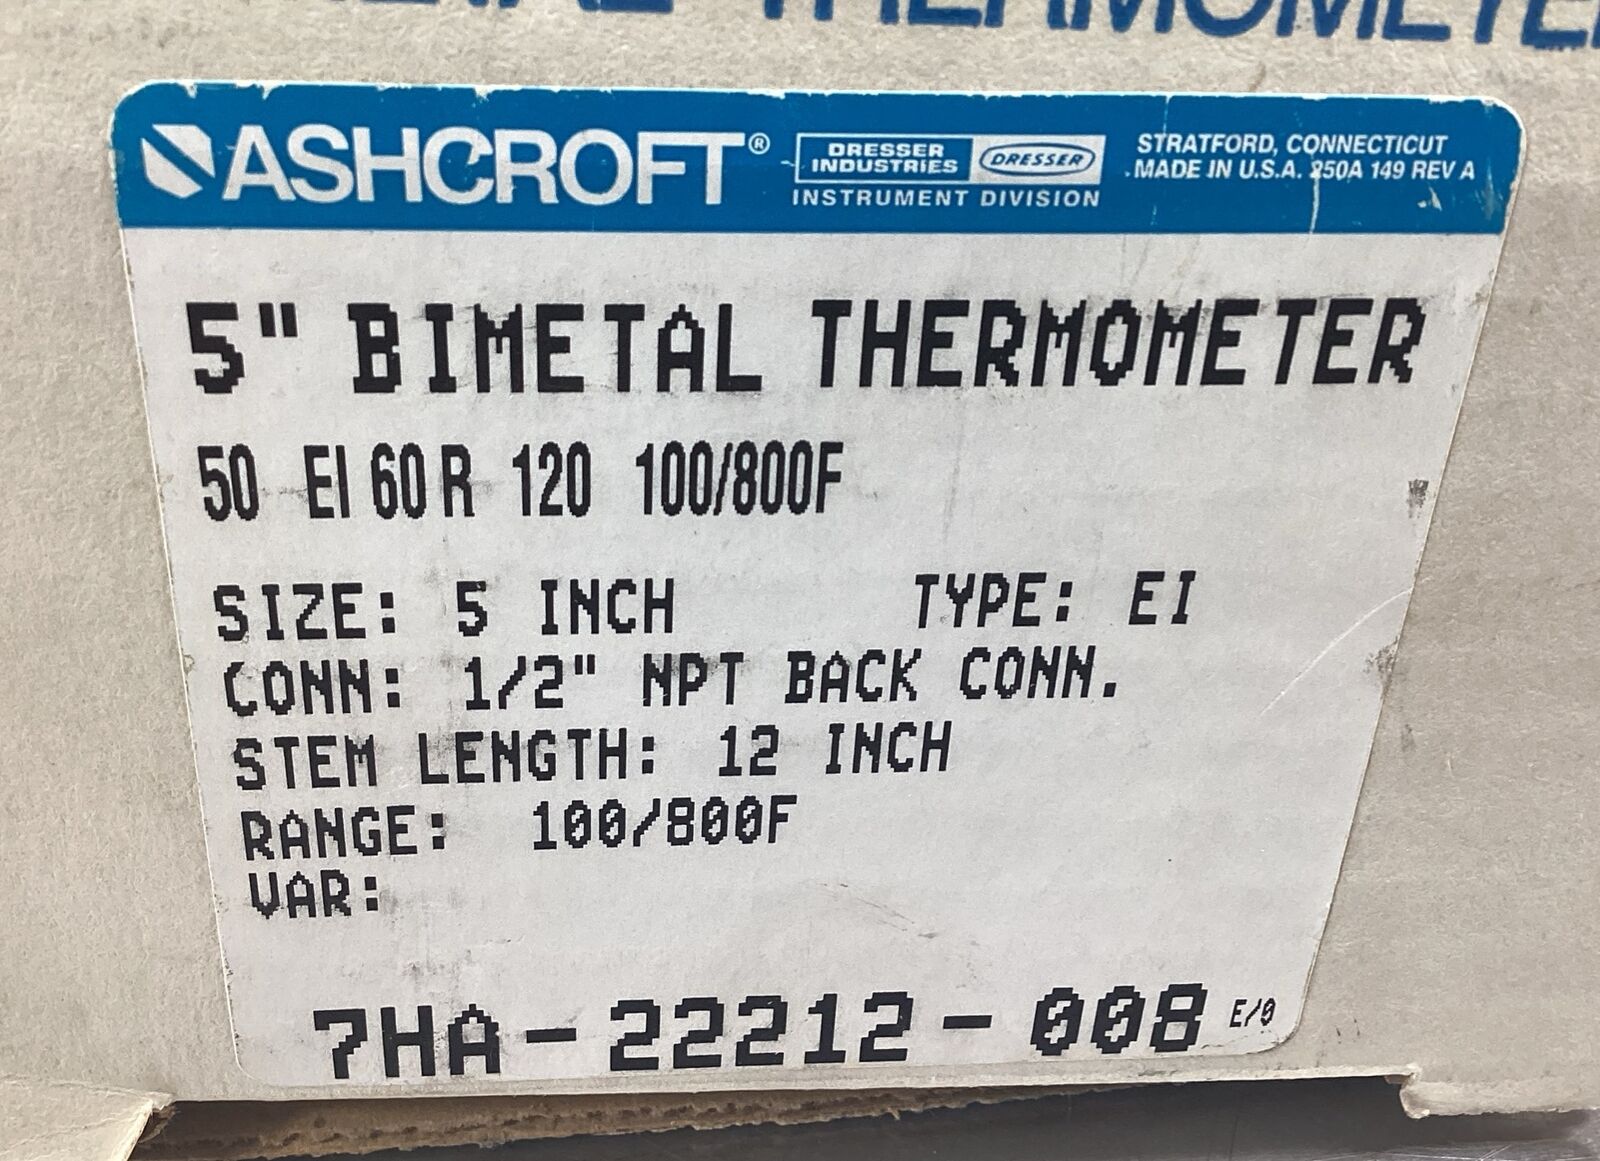 THERMOMETER
ASHCROFT® DRESSER INDUSTRIES DRESSER INSTRUMENT DIVISION
STRATFORD, CONNECTICUT
MADE IN U.S.A. 250A 149 REV A
5" BIMETAL THERMOMETER
50 EI 60 R 120 100/800F
SIZE: 5 INCH TYPE: EI
CONN: 1/2" NPT BACK CONN.
STEM LENGTH: 12 INCH
RANGE: 100/800F
VAR:
7HA-22212-008 E/0